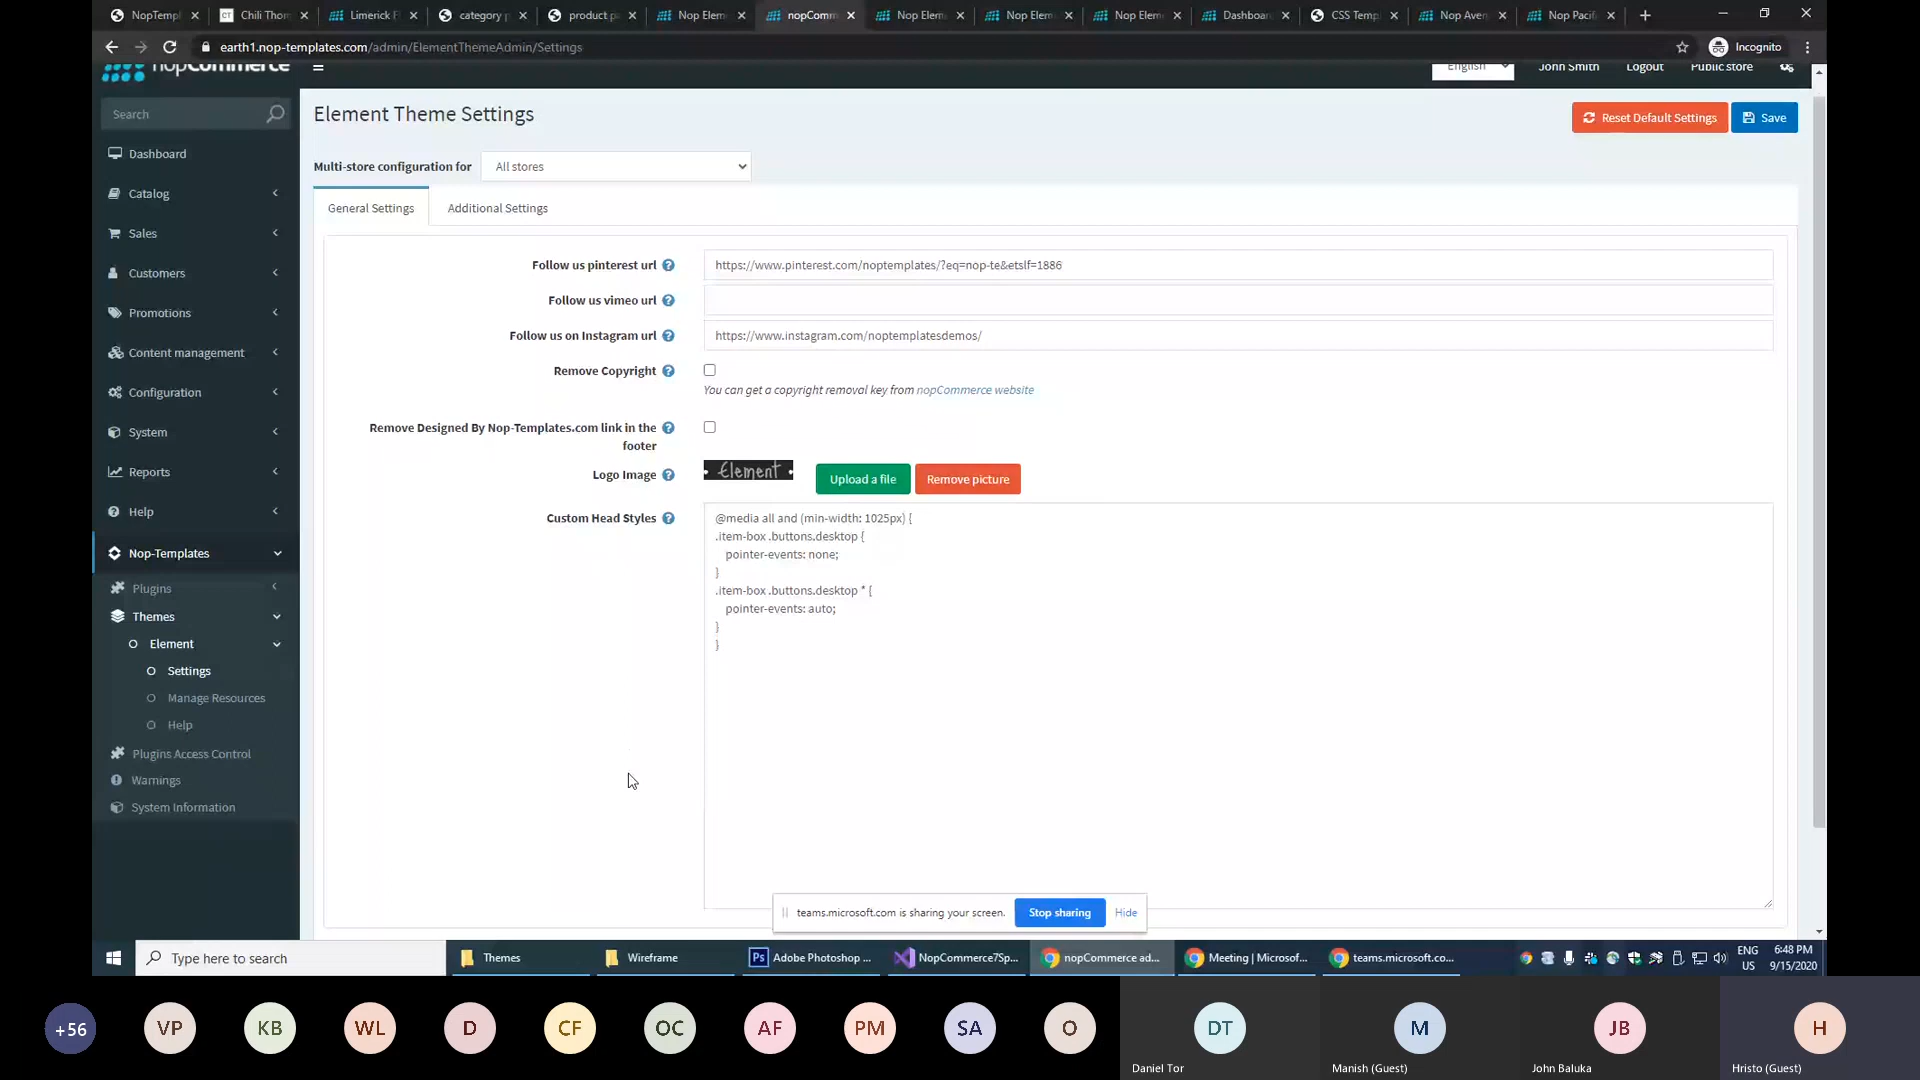 NopTempl
Chili Thom
Limerick F
category p
product pa
Nop Elem
nopComm
Nop Elem
Nop Elem
Nop Elem
Dashboard
CSS Temp
Nop Aven
Nop Pacifi
earth1.nop-templates.com/admin/ElementThemeAdmin/Settings
Incognito
nopCommerce
English
John Smith
Logout
Public store
Search
Element Theme Settings
Reset Default Settings
Save
Dashboard
Multi-store configuration for
All stores
Catalog
General Settings
Additional Settings
Sales
Customers
Follow us pinterest url
https://www.pinterest.com/noptemplates/?eq=nop-te&etslf=1886
Promotions
Follow us vimeo url
Follow us on Instagram url
https://www.instagram.com/noptemplatesdemos/
Content management
Remove Copyright
You can get a copyright removal key from nopCommerce website
Configuration
Remove Designed By Nop-Templates.com link in the
footer
System
Logo Image
Element
Upload a file
Remove picture
Reports
Help
Custom Head Styles
@media all and (min-width: 1025px) {
.item-box .buttons.desktop {
pointer-events: none;
}
.item-box .buttons.desktop * {
pointer-events: auto;
}
}
Nop-Templates
Plugins
Themes
Element
Settings
Manage Resources
Help
Plugins Access Control
Warnings
System Information
teams.microsoft.com is sharing your screen.
Stop sharing
Hide
Type here to search
Themes
Wireframe
Ps
Adobe Photoshop ...
NopCommerce7Sp...
nopCommerce ad...
Meeting | Microsof...
teams.microsoft.co...
ENG
US
6:48 PM
9/15/2020
+56
VP
KB
WL
D
CF
OC
AF
PM
SA
O
DT
M
JB
H
Daniel Tor
Manish (Guest)
John Baluka
Hristo (Guest)